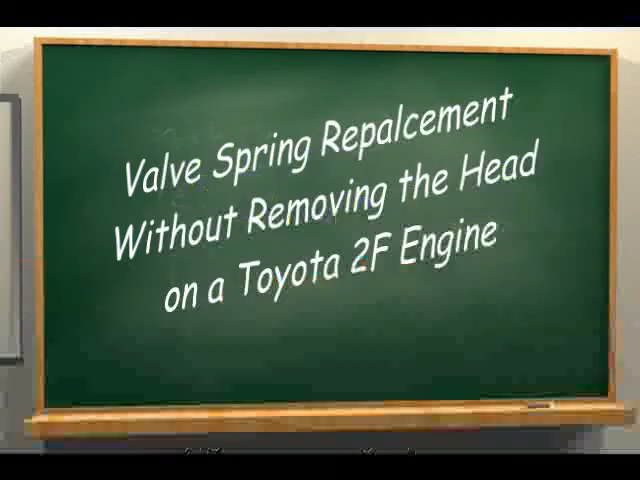 Valve Spring Repalcement
Without Removing the Head
on a Toyota 2F Engine